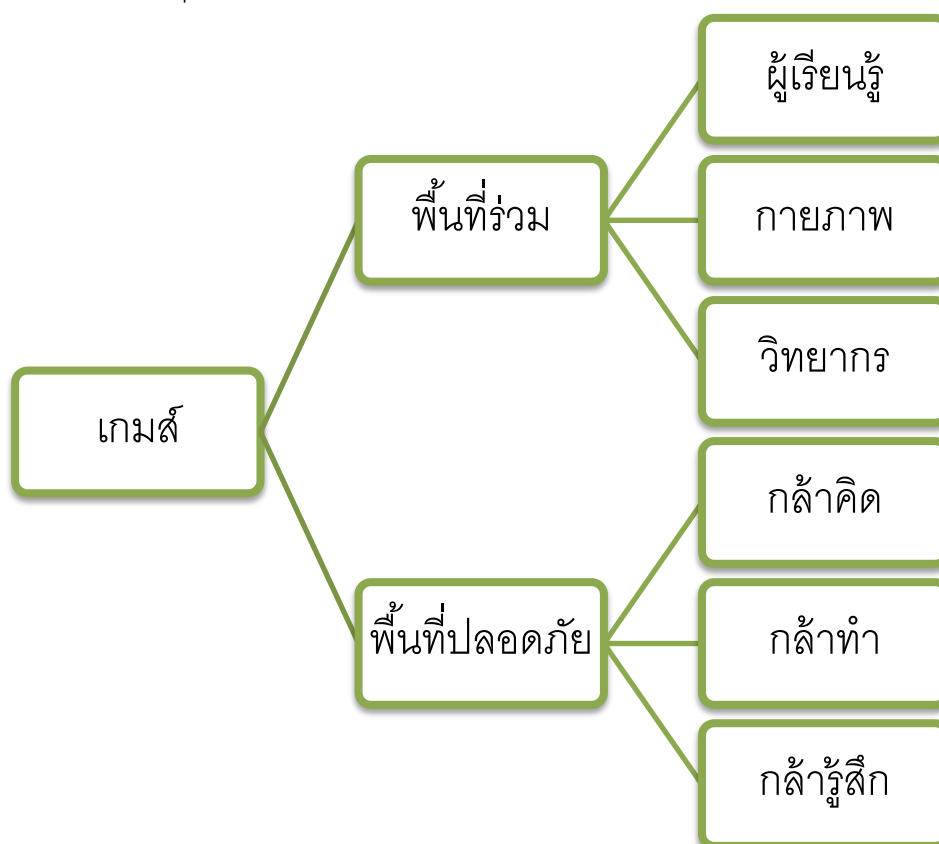 เกมส์
พื้นที่ร่วม
ผู้เรียนรู้
กายภาพ
วิทยากร
พื้นที่ปลอดภัย
กล้าคิด
กล้าทำ
กล้ารู้สึก